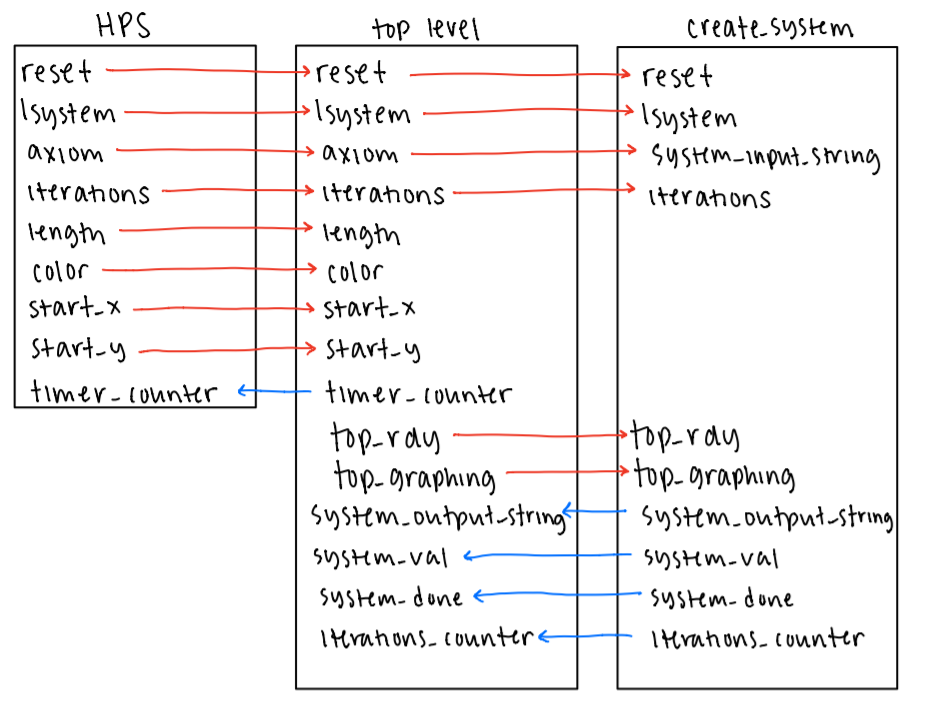 HPS
reset
lsystem
axiom
iterations
length
color
start_x
start_y
timer_counter
top level
reset
lsystem
axiom
iterations
length
color
start_x
start_y
timer_counter
top_rdy
top_graphing
system_output_string
system_val
system_done
iterations_counter
create_system
reset
lsystem
system_input_string
iterations
top_rdy
top_graphing
system_output_string
system_val
system_done
iterations_counter